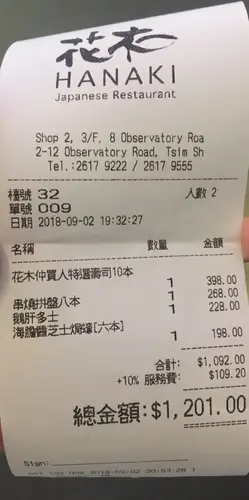 花木
HANAKI
Japanese Restaurant
Shop 2, 3/F, 8 Observatory Roa
2-12 Observatory Road, Tsim Sh
Tel.:2617 9222 / 2617 9555
檯號 32 人數 2
單號 009
日期 2018-09-02 19:32:27
名稱 數量 金額
花木仲買人特選壽司10本 1 398.00
串燒拼盤八本 1 268.00
鵝肝多士 1 228.00
海膽醬芝士焗蠔[六本] 1 198.00
合計: $1,092.00
+10% 服務費: $109.20
總金額: $1,201.00
Sign: